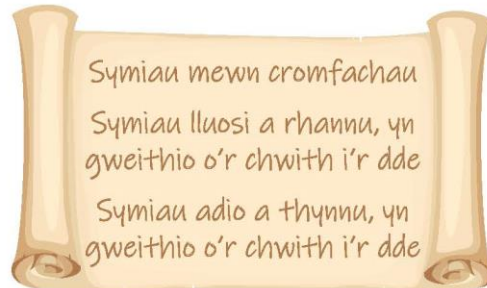 Symiau mewn cromfachau
Symiau lluosi a rhannu, yn
gweithio o'r chwith i'r dde
Symiau adio a thynnu, yn
gweithio o'r chwith i'r dde